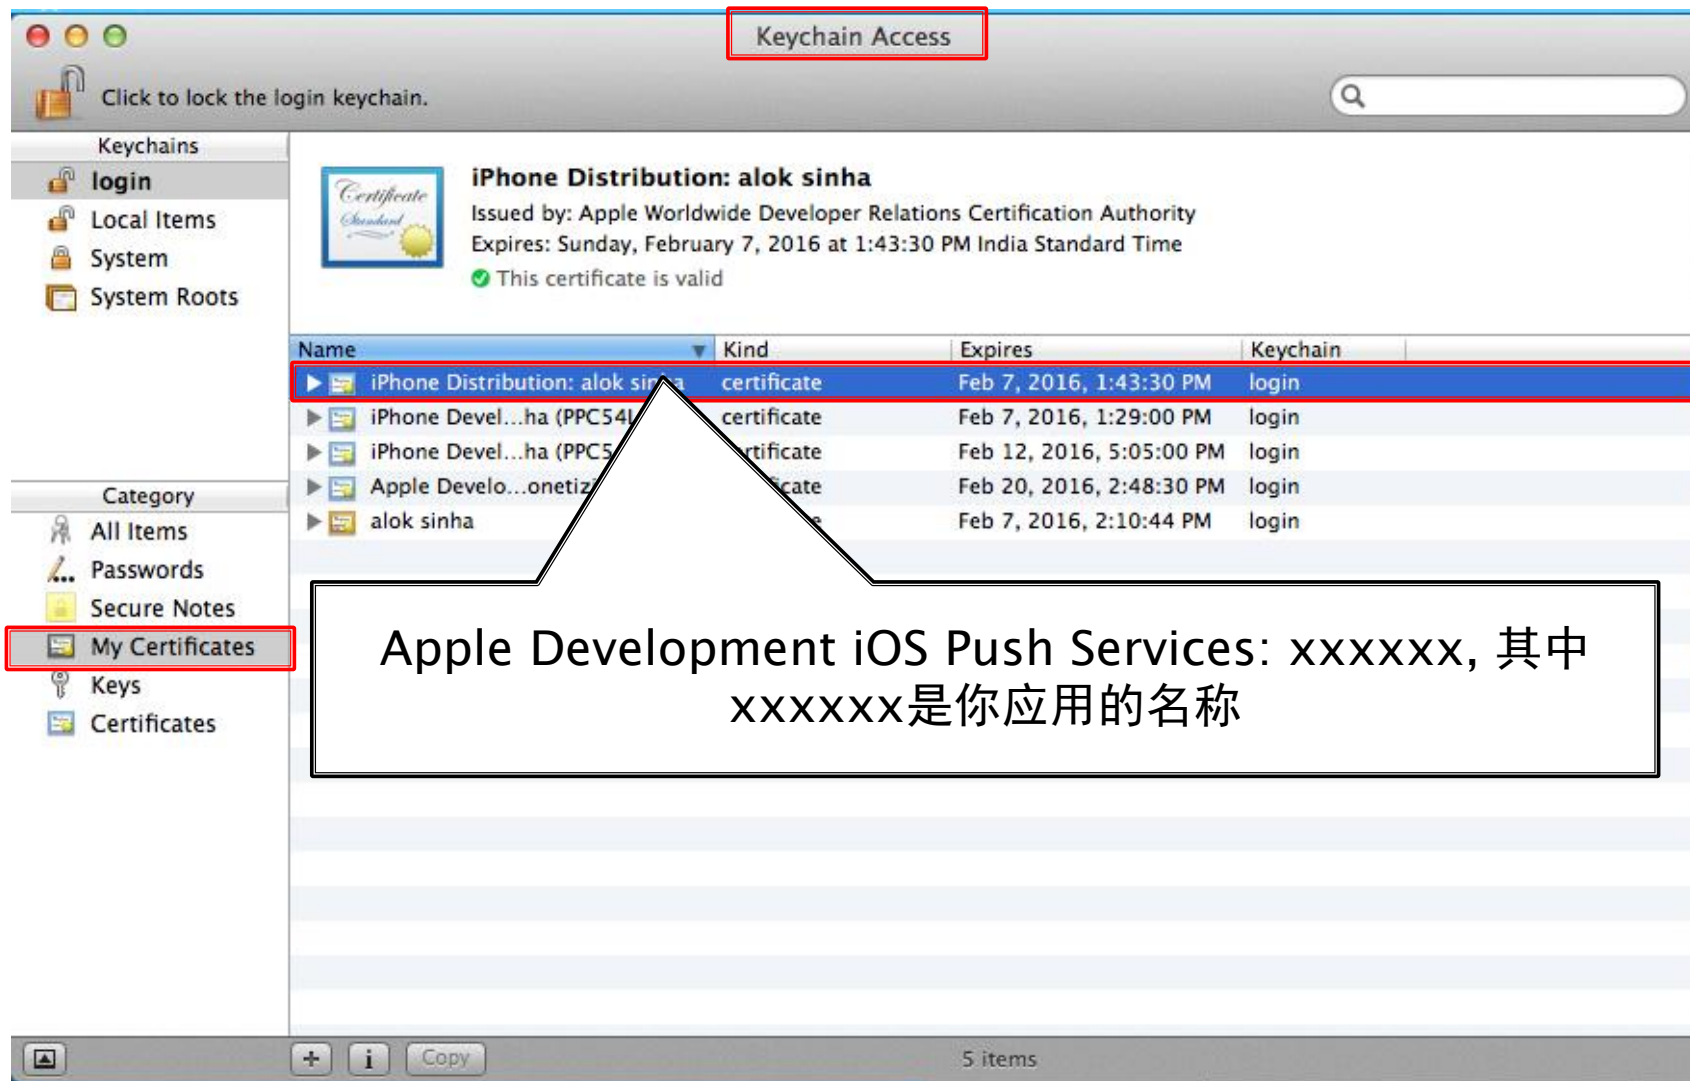 Keychain Access
Click to lock the login keychain.
Keychains
login
Local Items
System
System Roots
Certificate
Standard
iPhone Distribution: alok sinha
Issued by: Apple Worldwide Developer Relations Certification Authority
Expires: Sunday, February 7, 2016 at 1:43:30 PM India Standard Time
This certificate is valid
Name Kind Expires Keychain
iPhone Distribution: alok sinha certificate Feb 7, 2016, 1:43:30 PM login
iPhone Devel...ha (PPC54L certificate Feb 7, 2016, 1:29:00 PM login
iPhone Devel...ha (PPC5 Feb 12, 2016, 5:05:00 PM login
Apple Develo...onetiz Feb 20, 2016, 2:48:30 PM login
alok sinha Feb 7, 2016, 2:10:44 PM login
Category
All Items
Passwords
Secure Notes
My Certificates
Keys
Certificates
Apple Development iOS Push Services: xxxxxx, 其中
xxxxxx是你应用的名称
Copy
5 items